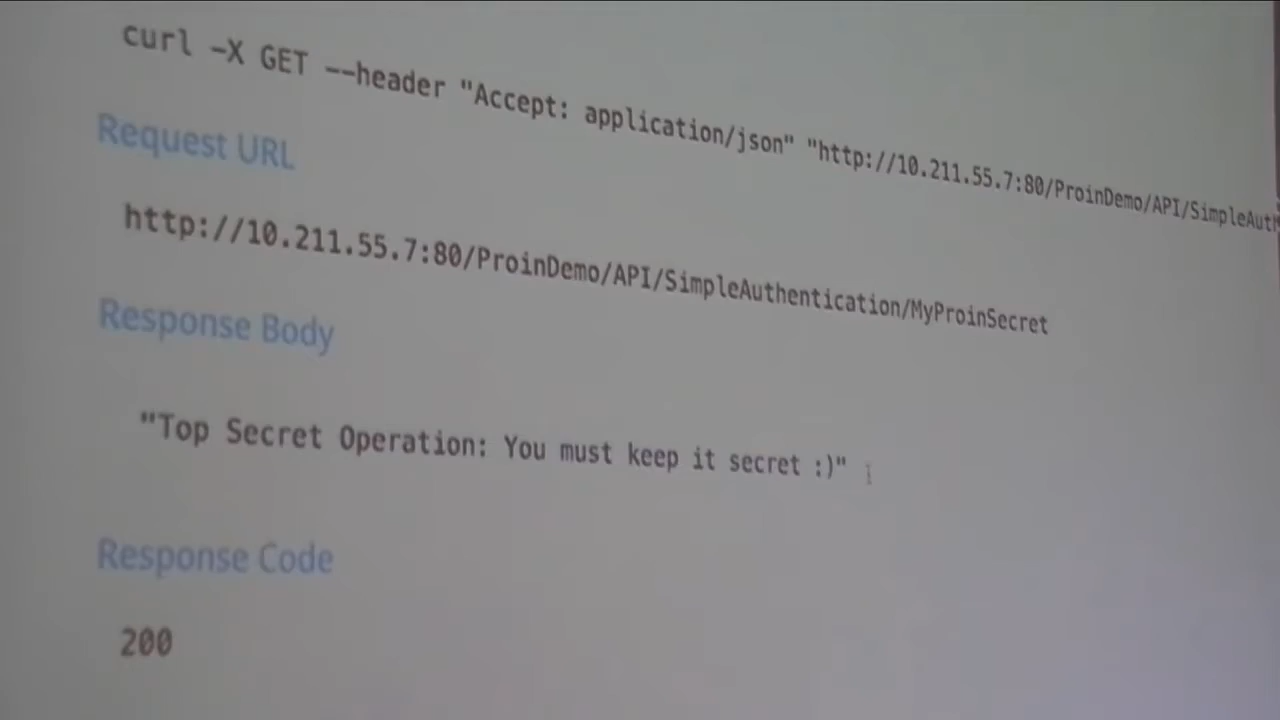 curl -X GET --header "Accept: application/json" "http://10.211.55.7:80/ProinDemo/API/SimpleAuth
Request URL
http://10.211.55.7:80/ProinDemo/API/SimpleAuthentication/MyProinSecret
Response Body
"Top Secret Operation: You must keep it secret :)"
Response Code
200